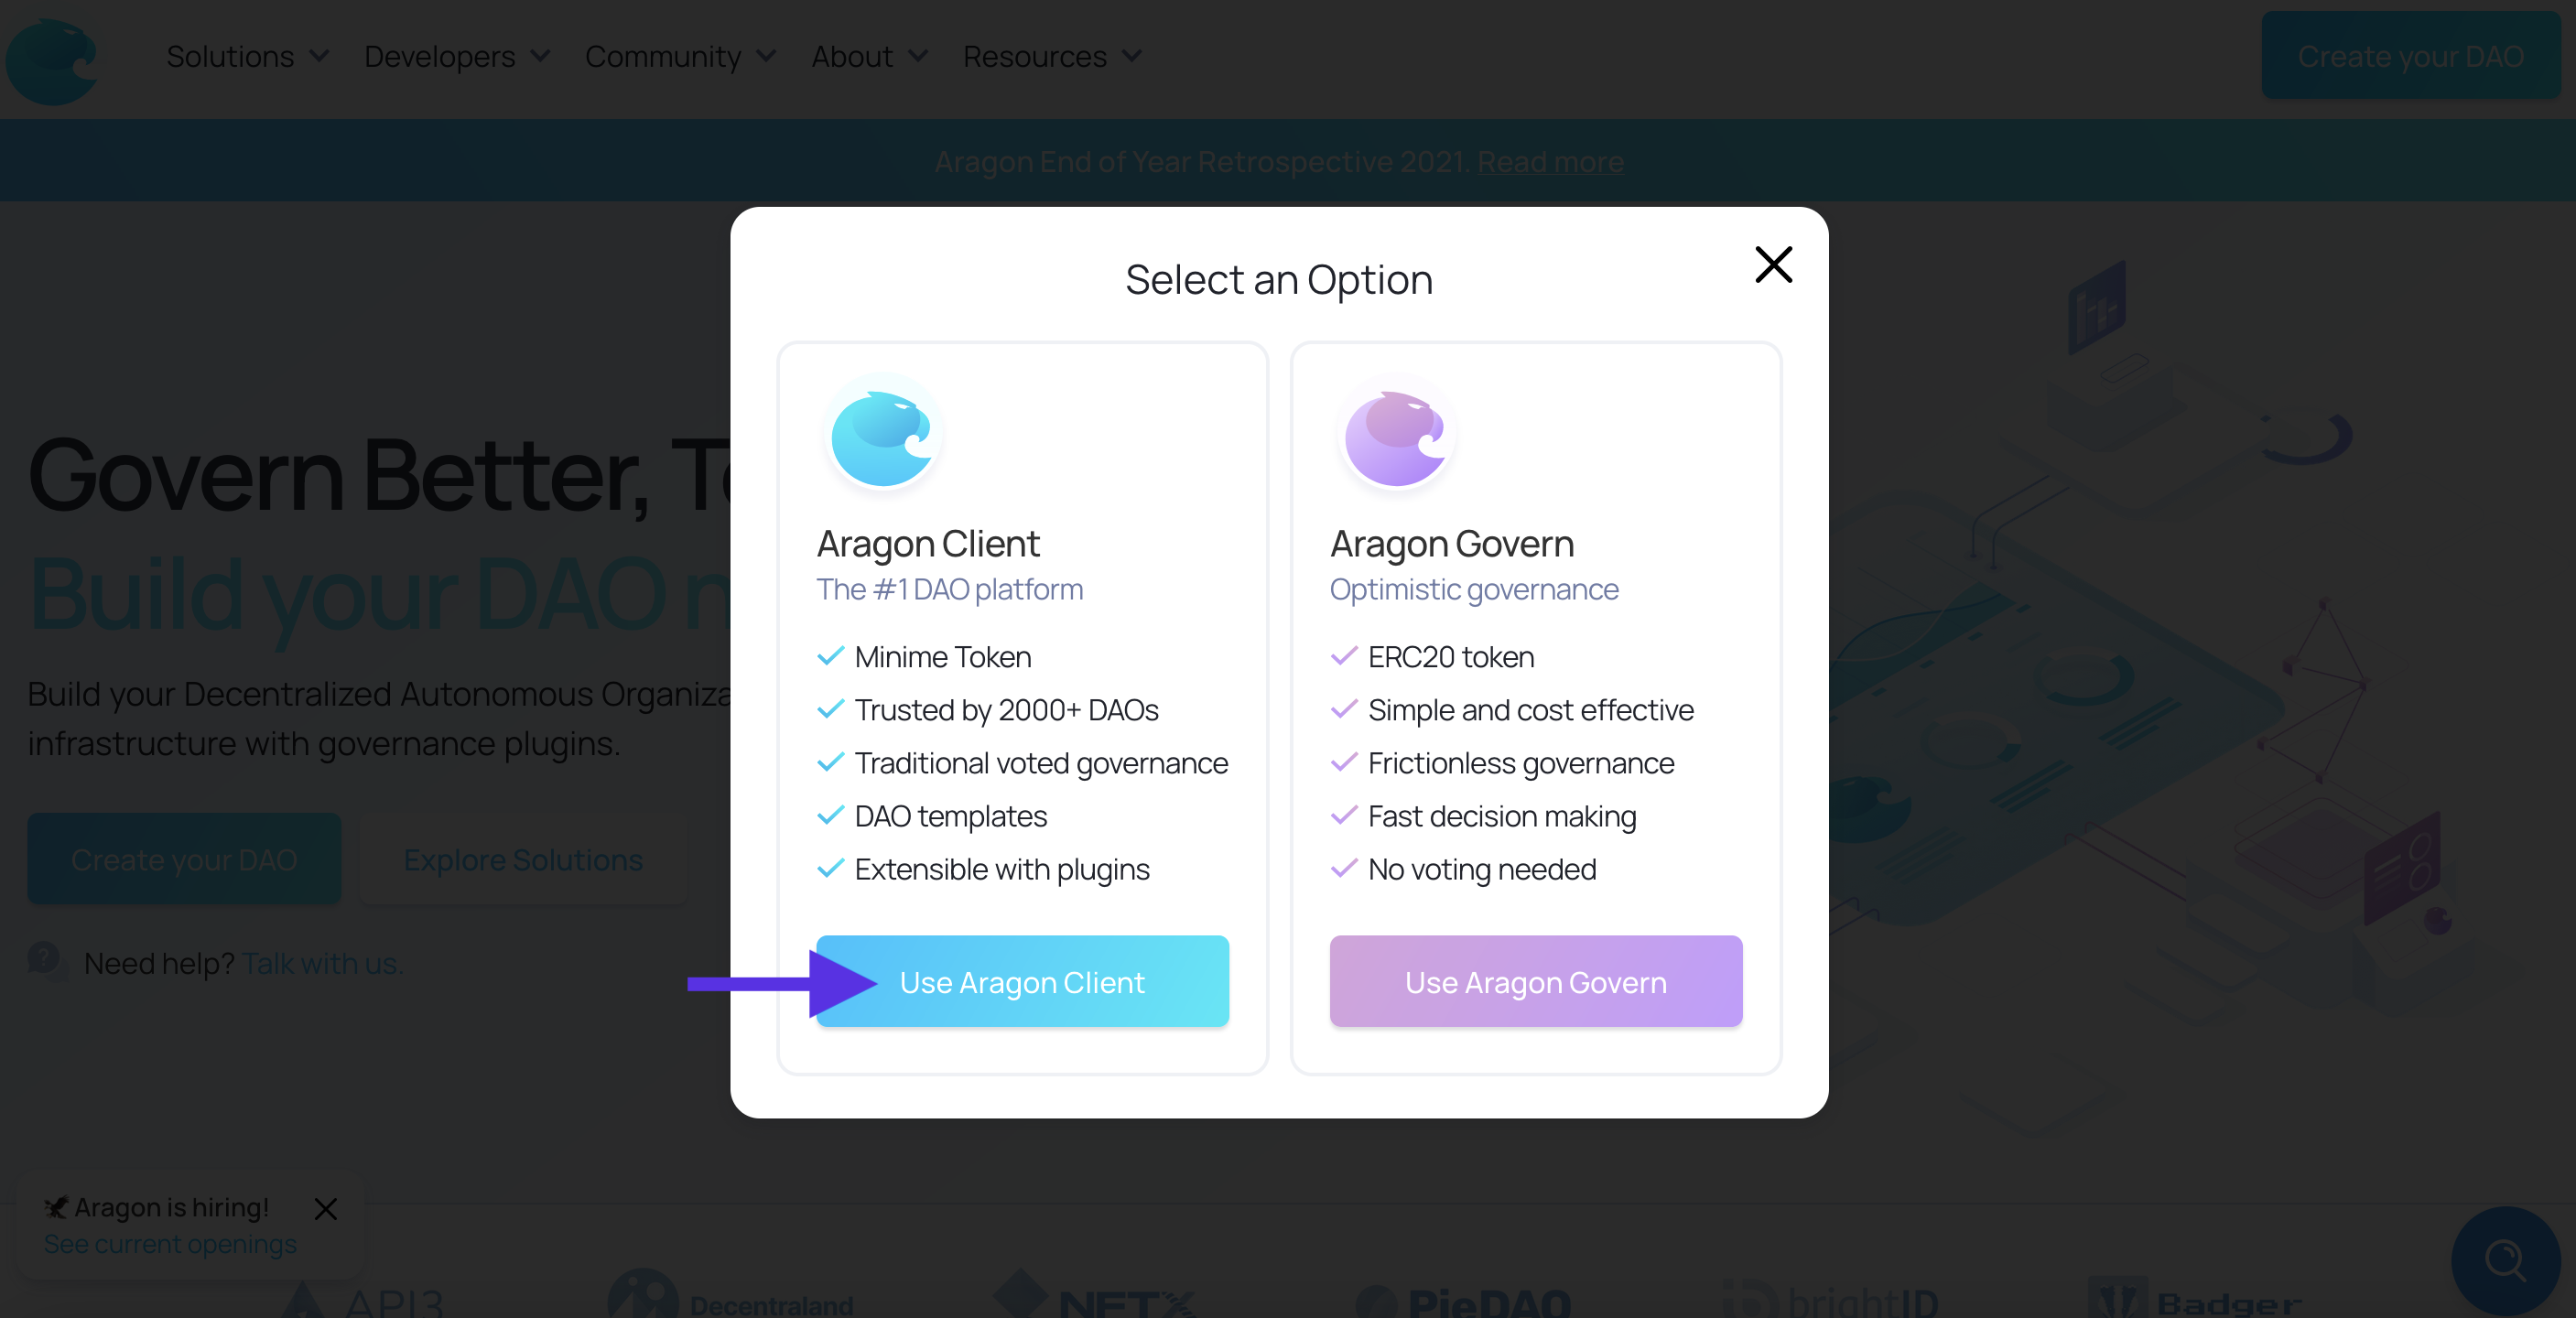 Solutions
Developers
Community
About
Resources
Create your DAO
Aragon End of Year Retrospective 2021. Read more
Select an Option
Govern Better,
Build your DAO
Build your Decentralized Autonomous
infrastructure with governance plugins.
Create your DAO
Explore Solutions
Need help? Talk with us.
Aragon Client
The #1 DAO platform
Minime Token
Trusted by 2000+ DAOs
Traditional voted governance
DAO templates
Extensible with plugins
Use Aragon Client
Aragon Govern
Optimistic governance
ERC20 token
Simple and cost effective
Frictionless governance
Fast decision making
No voting needed
Use Aragon Govern
Aragon is hiring!
See current openings
API3
Decentraland
NFTX
PieDAO
brightID
Badger